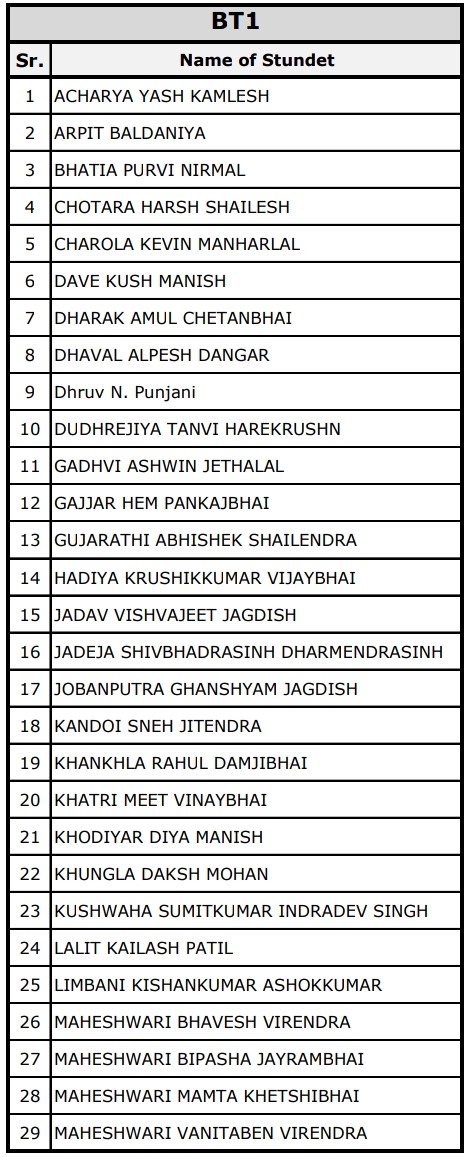 BT1
Sr. Name of Stundet
1 ACHARYA YASH KAMLESH
2 ARPIT BALDANIYA
3 BHATIA PURVI NIRMAL
4 CHOTARA HARSH SHAILESH
5 CHAROLA KEVIN MANHARLAL
6 DAVE KUSH MANISH
7 DHARAK AMUL CHETANBHAI
8 DHAVAL ALPESH DANGAR
9 Dhruv N. Punjani
10 DUDHREJIYA TANVI HAREKRUSHN
11 GADHVI ASHWIN JETHALAL
12 GAJJAR HEM PANKAJBHAI
13 GUJARATHI ABHISHEK SHAILENDRA
14 HADIYA KRUSHIKKUMAR VIJAYBHAI
15 JADAV VISHVAJEET JAGDISH
16 JADEJA SHIVBHADRASINH DHARMENDRASINH
17 JOBANPUTRA GHANSHYAM JAGDISH
18 KANDOI SNEH JITENDRA
19 KHANKHLA RAHUL DAMJIBHAI
20 KHATRI MEET VINAYBHAI
21 KHODIYAR DIYA MANISH
22 KHUNGLA DAKSH MOHAN
23 KUSHWAHA SUMITKUMAR INDRADEV SINGH
24 LALIT KAILASH PATIL
25 LIMBANI KISHANKUMAR ASHOKKUMAR
26 MAHESHWARI BHAVESH VIRENDRA
27 MAHESHWARI BIPASHA JAYRAMBHAI
28 MAHESHWARI MAMTA KHETSHIBHAI
29 MAHESHWARI VANITABEN VIRENDRA